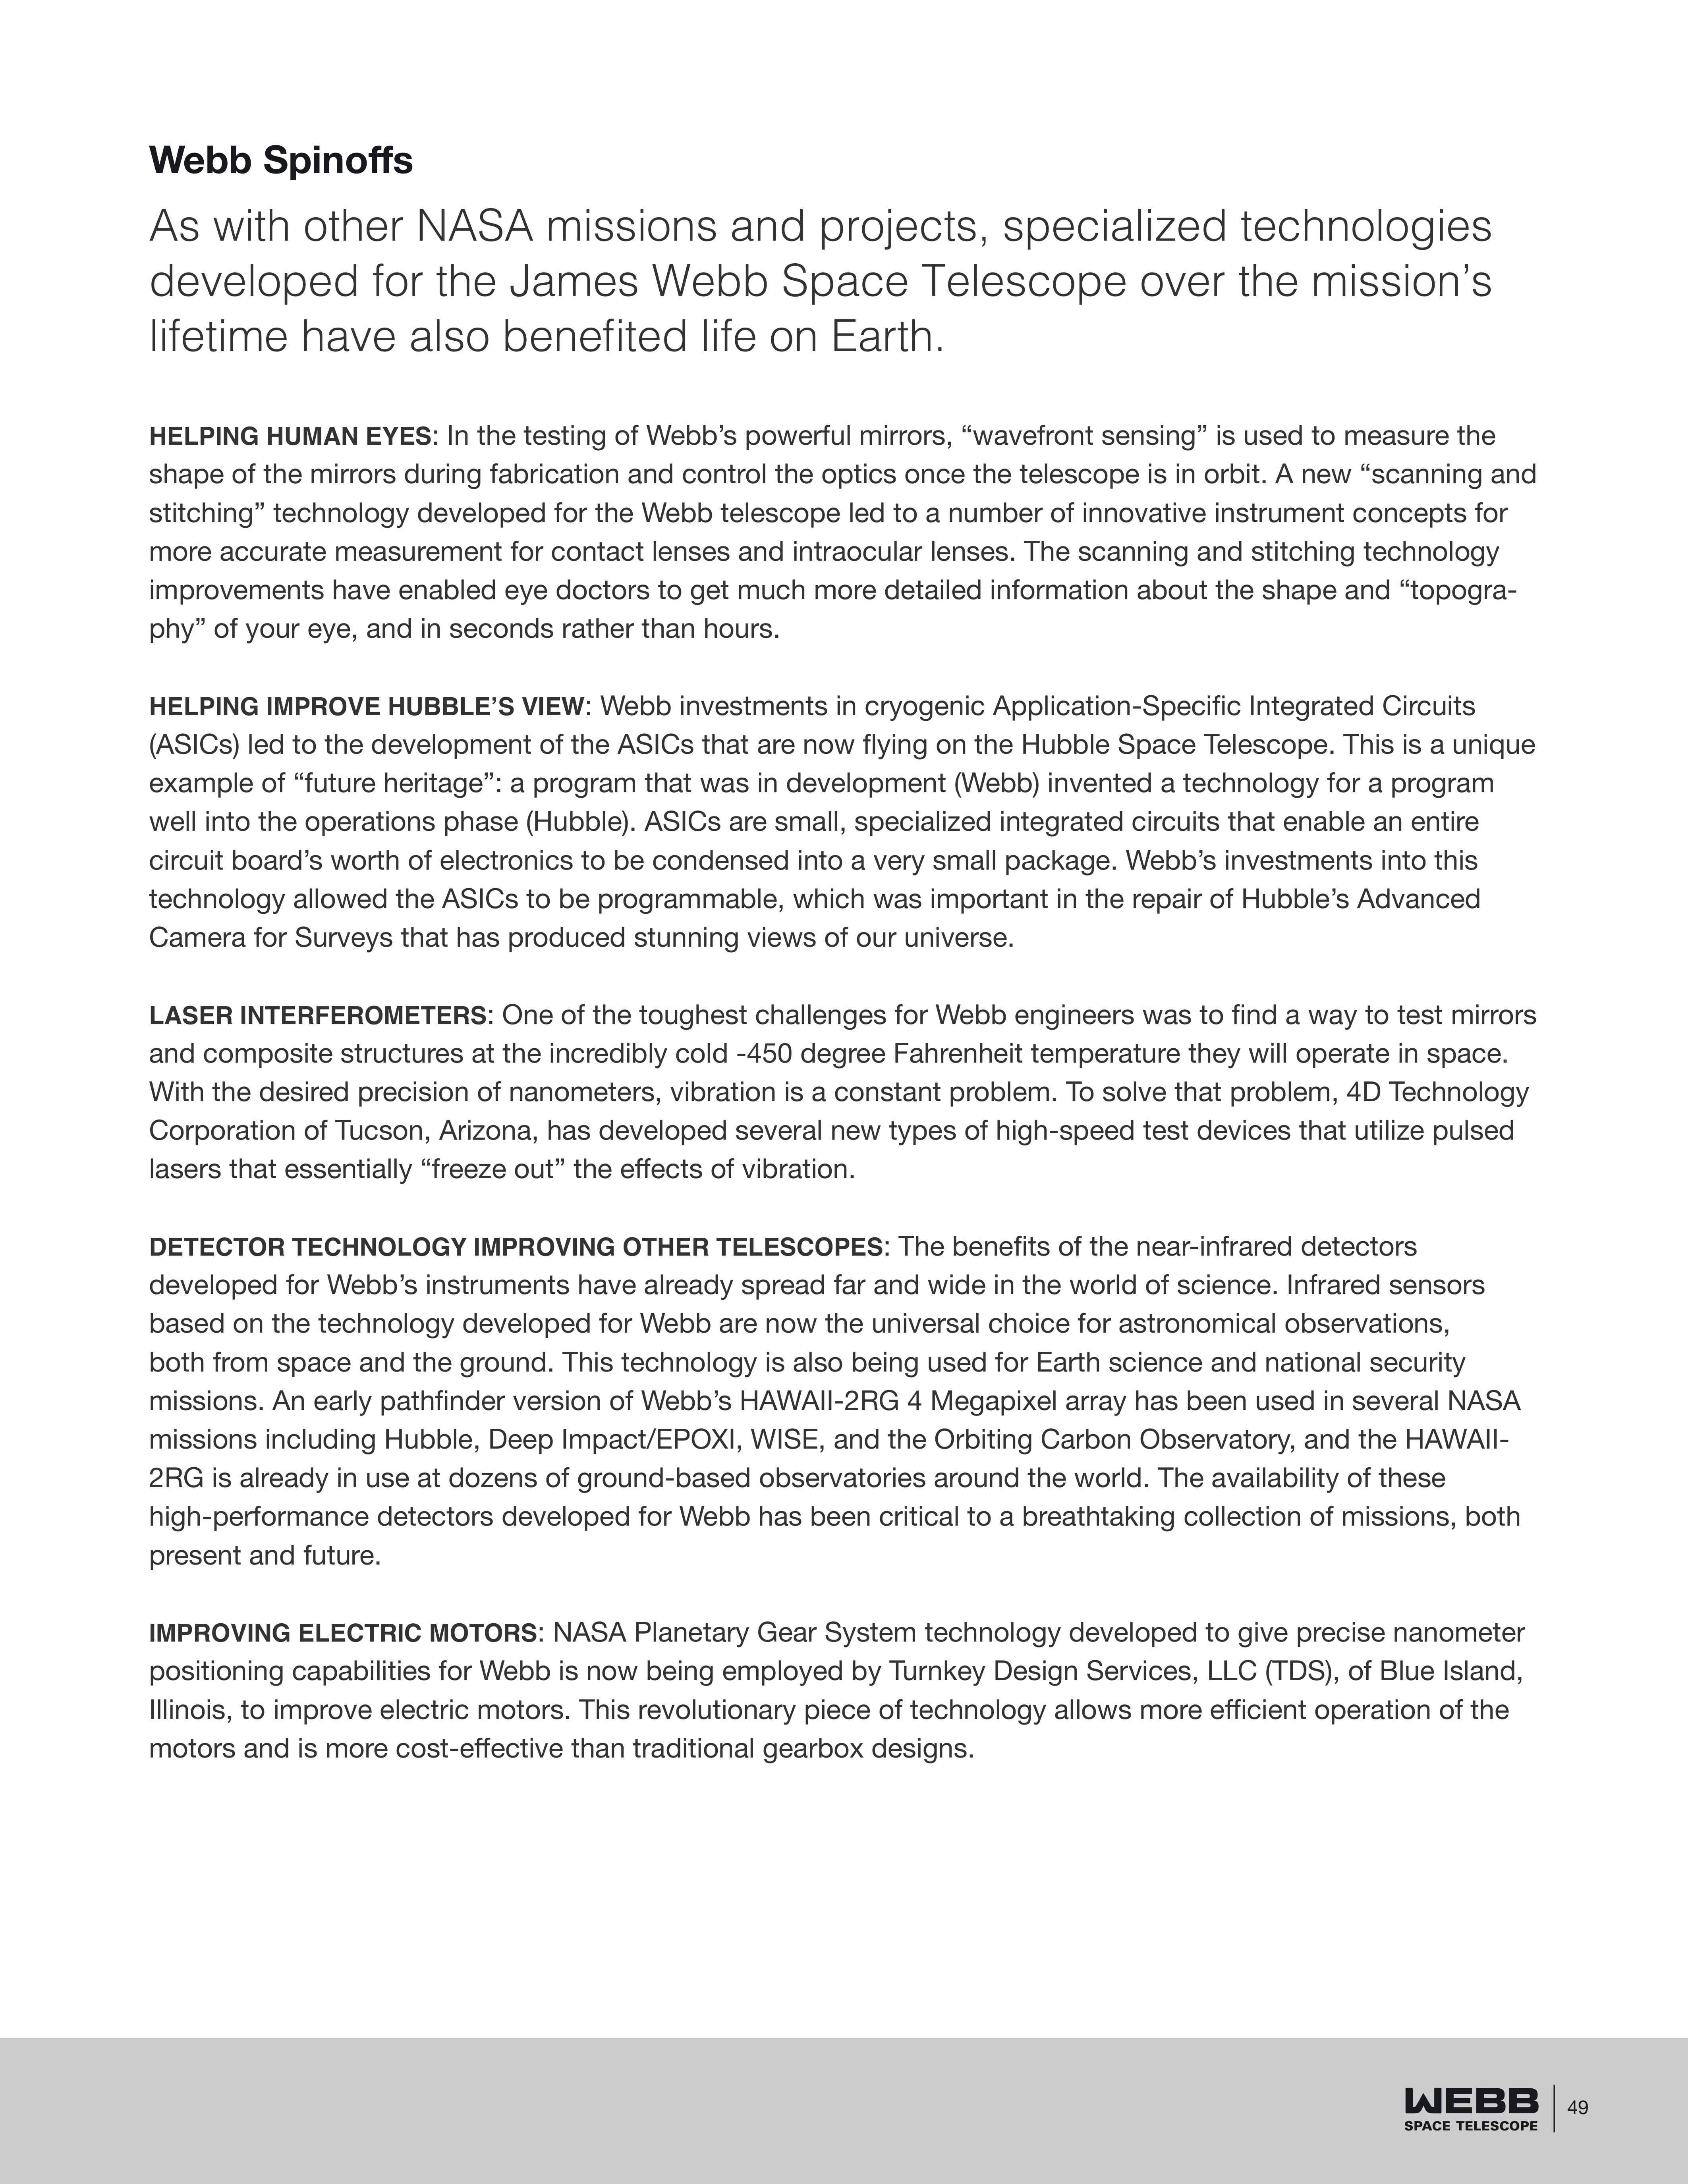 Webb Spinoffs
As with other NASA missions and projects, specialized technologies
developed for the James Webb Space Telescope over the mission’s
lifetime have also benefited life on Earth.
HELPING HUMAN EYES: In the testing of Webb’s powerful mirrors, “wavefront sensing” is used to measure the
shape of the mirrors during fabrication and control the optics once the telescope is in orbit. A new “scanning and
stitching” technology developed for the Webb telescope led to a number of innovative instrument concepts for
more accurate measurement for contact lenses and intraocular lenses. The scanning and stitching technology
improvements have enabled eye doctors to get much more detailed information about the shape and “topogra-
phy” of your eye, and in seconds rather than hours.
HELPING IMPROVE HUBBLE’S VIEW: Webb investments in cryogenic Application-Specific Integrated Circuits
(ASICs) led to the development of the ASICs that are now flying on the Hubble Space Telescope. This is a unique
example of “future heritage”: a program that was in development (Webb) invented a technology for a program
well into the operations phase (Hubble). ASICs are small, specialized integrated circuits that enable an entire
circuit board’s worth of electronics to be condensed into a very small package. Webb’s investments into this
technology allowed the ASICs to be programmable, which was important in the repair of Hubble’s Advanced
Camera for Surveys that has produced stunning views of our universe.
LASER INTERFEROMETERS: One of the toughest challenges for Webb engineers was to find a way to test mirrors
and composite structures at the incredibly cold -450 degree Fahrenheit temperature they will operate in space.
With the desired precision of nanometers, vibration is a constant problem. To solve that problem, 4D Technology
Corporation of Tucson, Arizona, has developed several new types of high-speed test devices that utilize pulsed
lasers that essentially “freeze out” the effects of vibration.
DETECTOR TECHNOLOGY IMPROVING OTHER TELESCOPES: The benefits of the near-infrared detectors
developed for Webb’s instruments have already spread far and wide in the world of science. Infrared sensors
based on the technology developed for Webb are now the universal choice for astronomical observations,
both from space and the ground. This technology is also being used for Earth science and national security
missions. An early pathfinder version of Webb’s HAWAII-2RG 4 Megapixel array has been used in several NASA
missions including Hubble, Deep Impact/EPOXI, WISE, and the Orbiting Carbon Observatory, and the HAWAII-
2RG is already in use at dozens of ground-based observatories around the world. The availability of these
high-performance detectors developed for Webb has been critical to a breathtaking collection of missions, both
present and future.
IMPROVING ELECTRIC MOTORS: NASA Planetary Gear System technology developed to give precise nanometer
positioning capabilities for Webb is now being employed by Turnkey Design Services, LLC (TDS), of Blue Island,
Illinois, to improve electric motors. This revolutionary piece of technology allows more efficient operation of the
motors and is more cost-effective than traditional gearbox designs.
WEBB
SPACE TELESCOPE
49